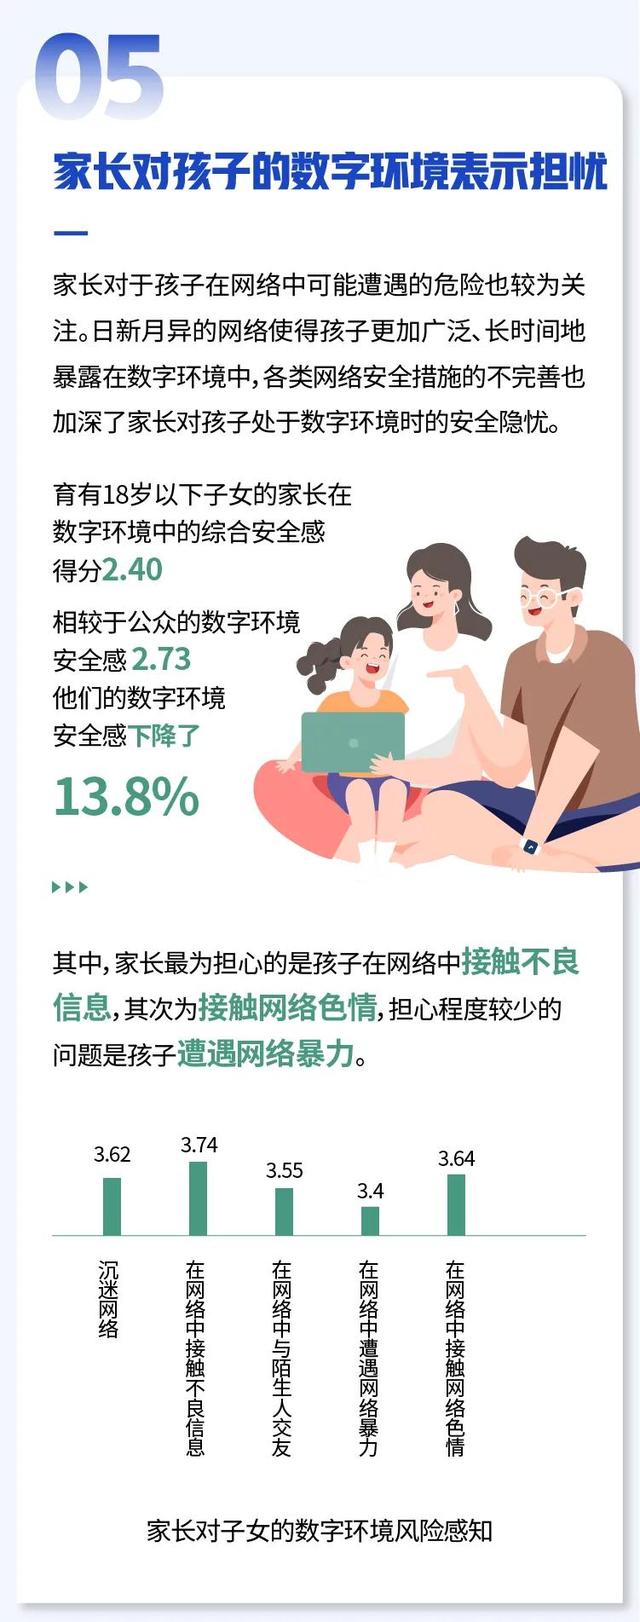 05
家长对孩子的数字环境表示担忧
家长对于孩子在网络中可能遭遇的危险也较为关
注。日新月异的网络使得孩子更加广泛、长时间地
暴露在数字环境中，各类网络安全措施的不完善也
加深了家长对孩子处于数字环境时的安全隐忧。
育有18岁以下子女的家长在
数字环境中的综合安全感
得分2.40
相较于公众的数字环境
安全感 2.73
他们的数字环境
安全感下降了
13.8%
其中，家长最为担心的是孩子在网络中接触不良
信息，其次为接触网络色情，担心程度较少的
问题是孩子遭遇网络暴力。
3.62
3.74
3.55
3.4
3.64
沉迷网络
在网络中接触不良信息
在网络中与陌生人交友
在网络中遭遇网络暴力
在网络中接触网络色情
家长对子女的数字环境风险感知